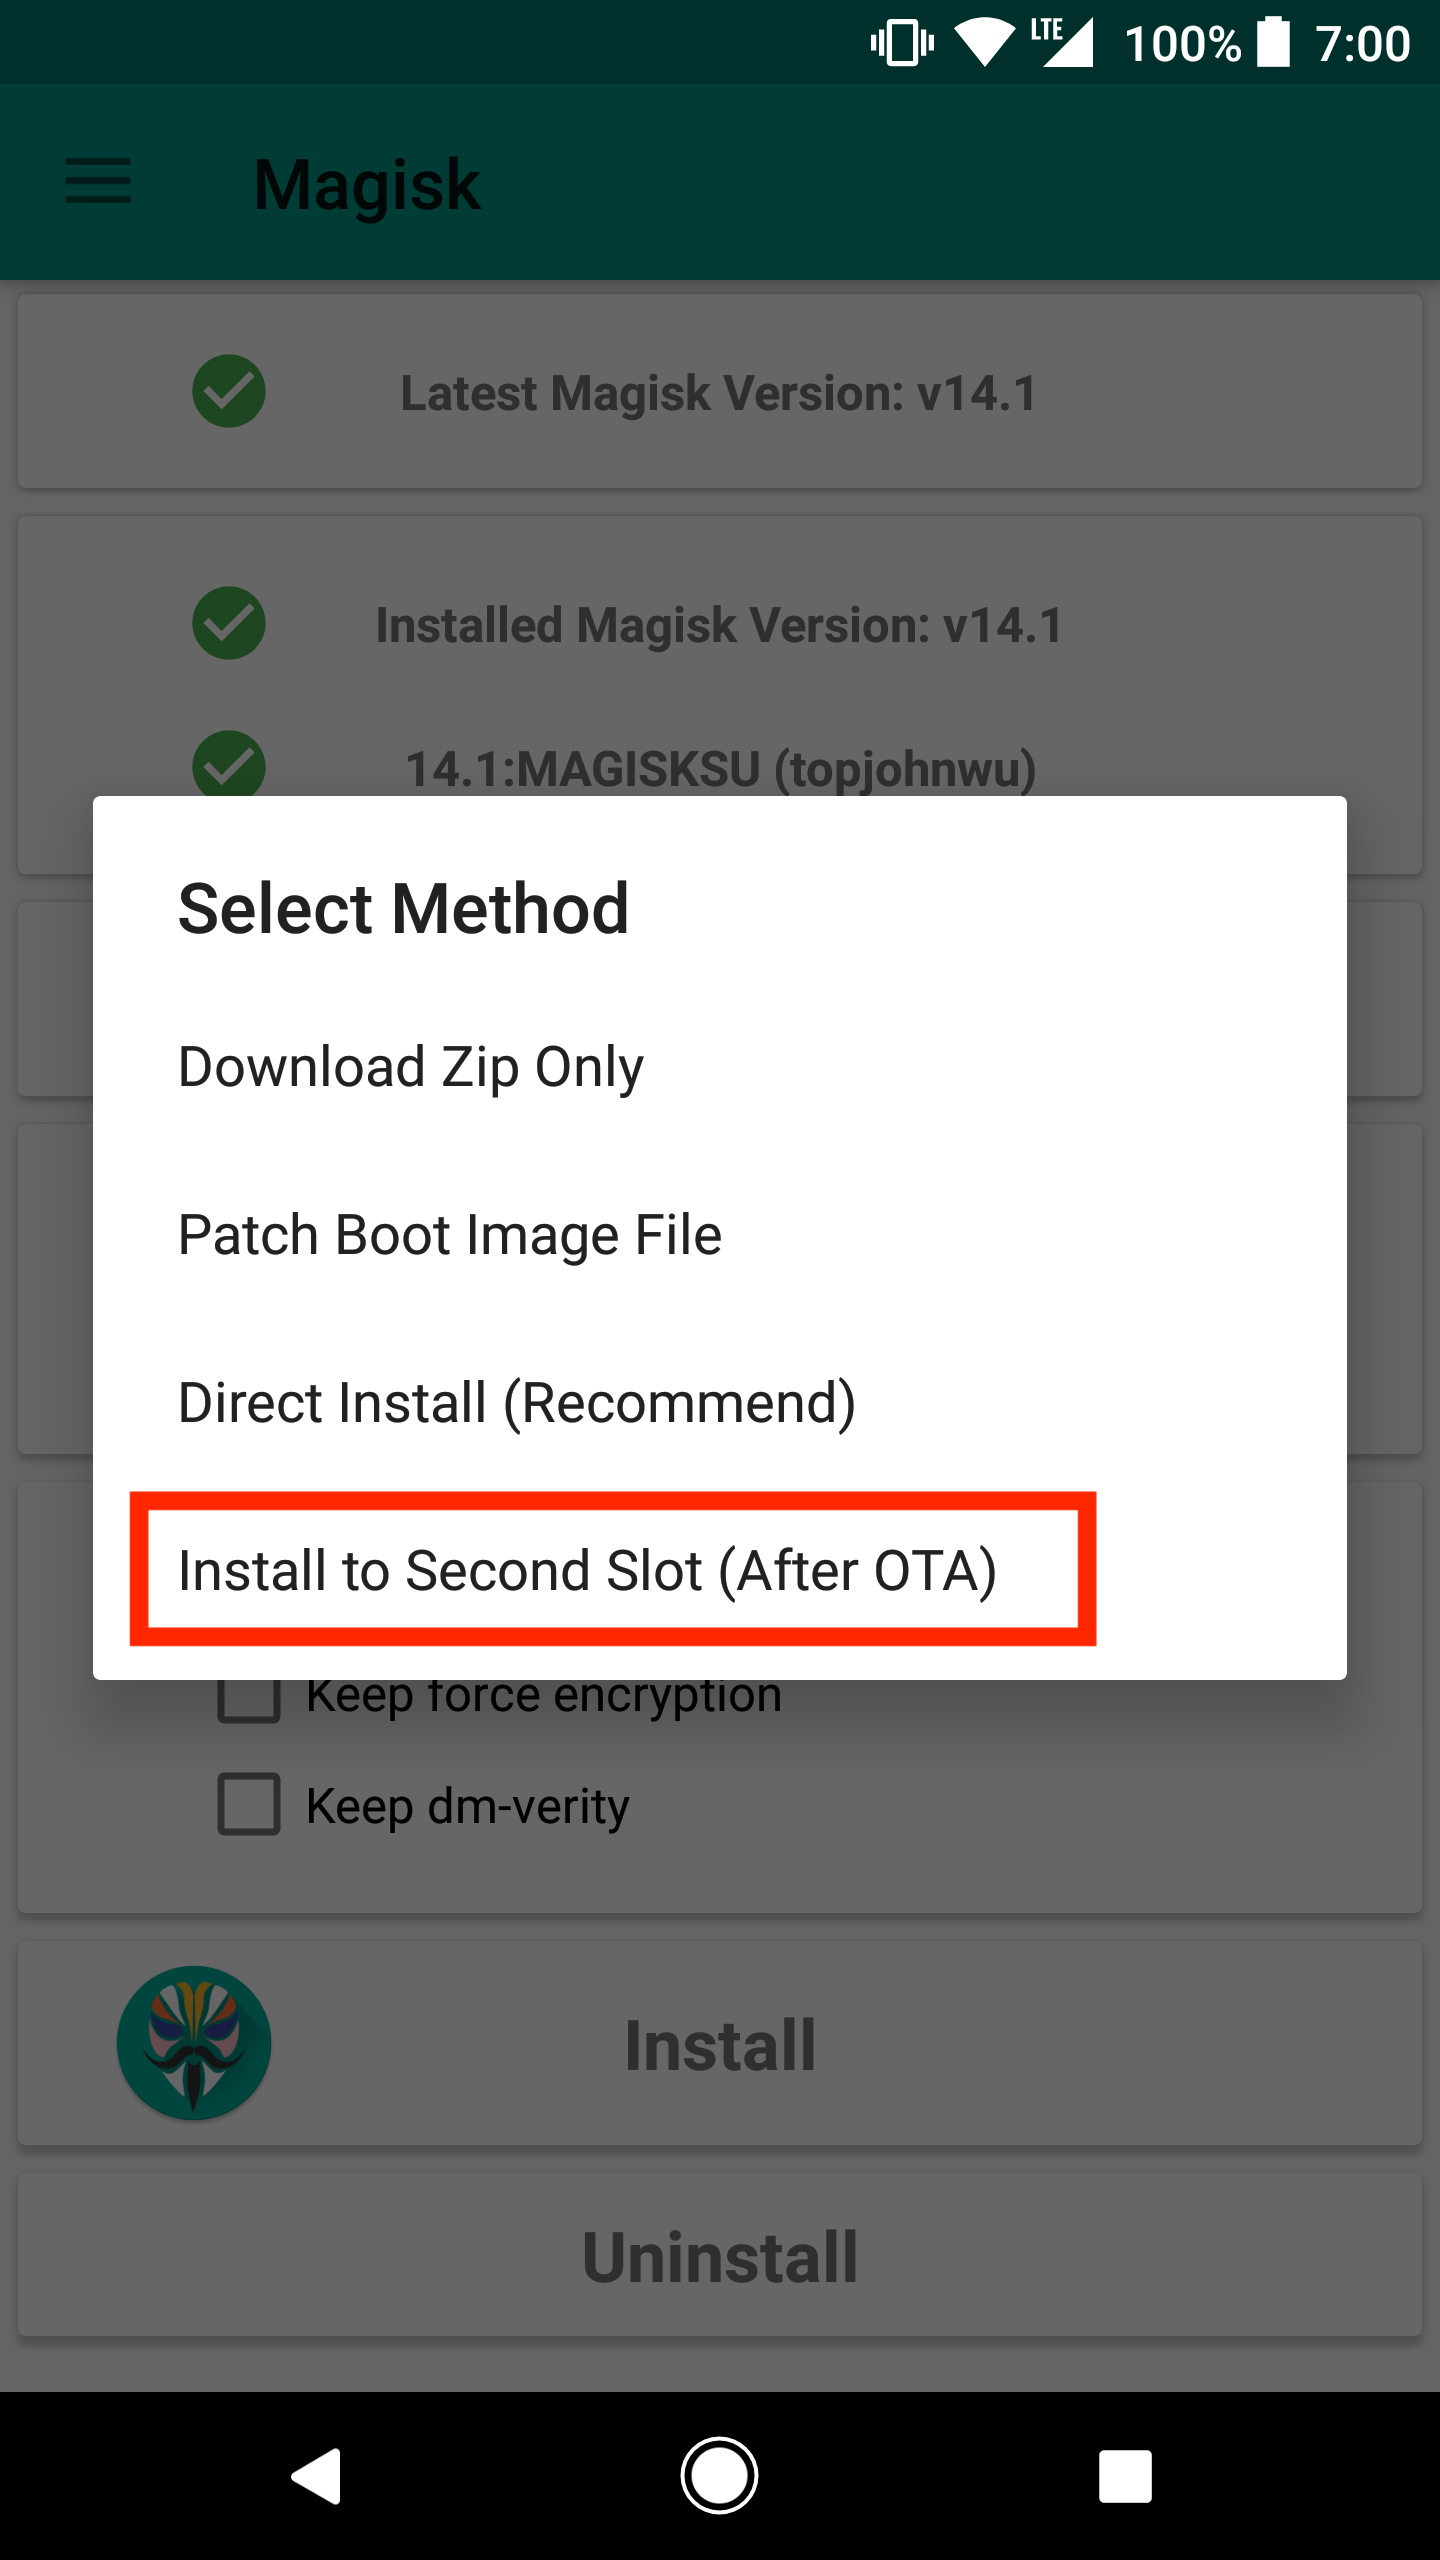 LTE 100% 7:00
Magisk
Latest Magisk Version: v14.1
Installed Magisk Version: v14.1
14.1:MAGISKSU (topjohnwu)
Select Method
Download Zip Only
Patch Boot Image File
Direct Install (Recommend)
Install to Second Slot (After OTA)
Keep force encryption
Keep dm-verity
Install
Uninstall